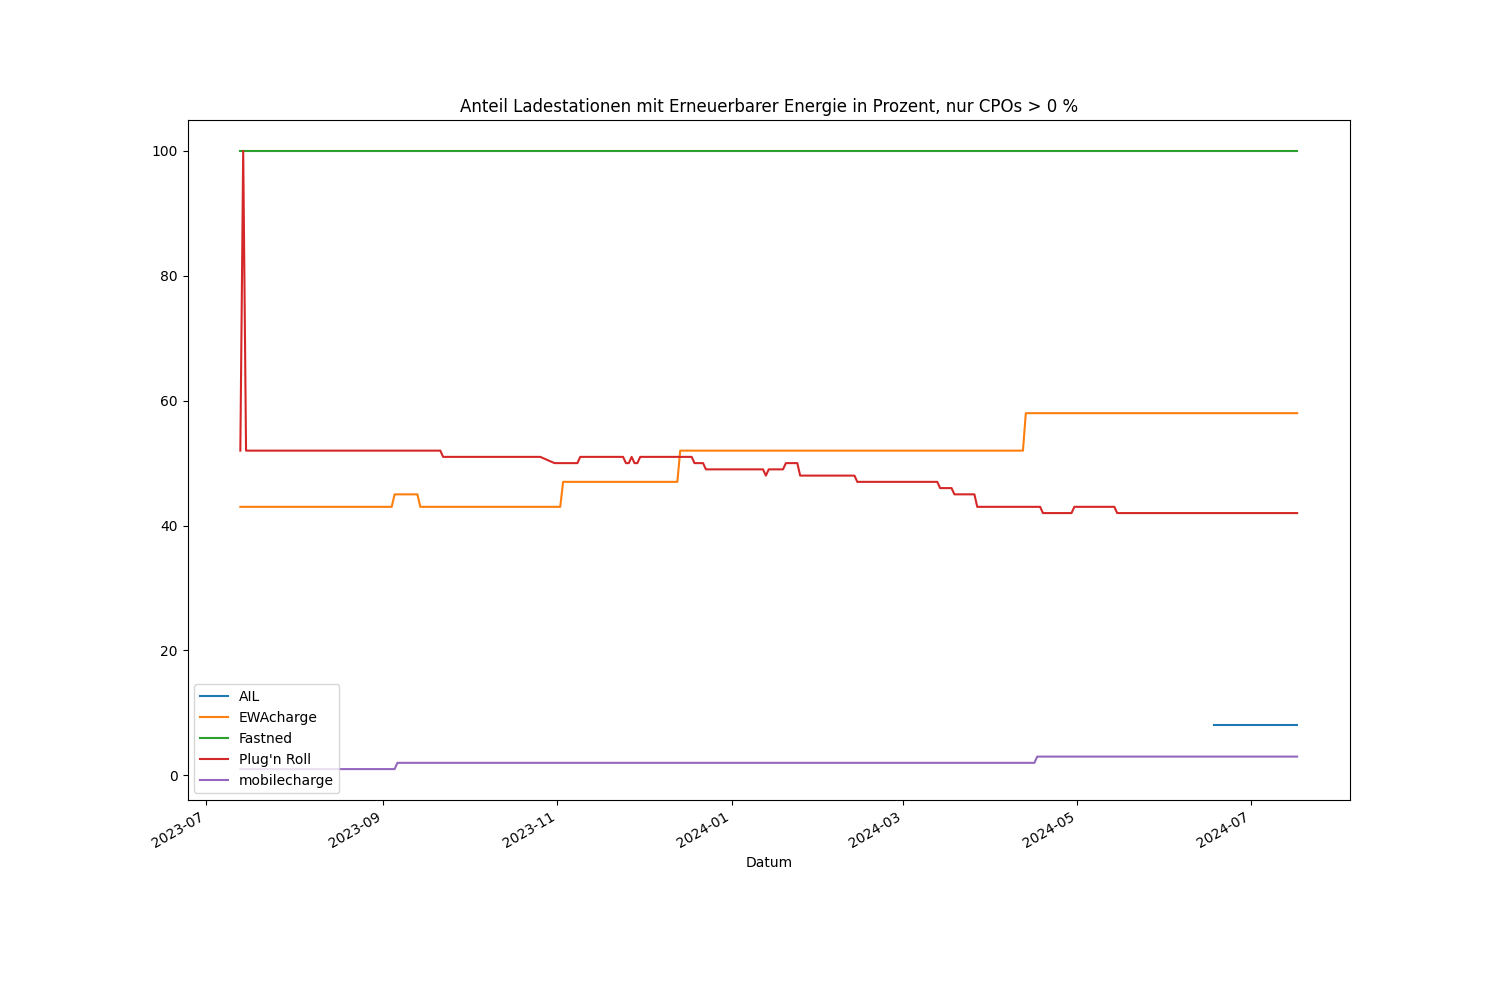 Anteil Ladestationen mit Erneuerbarer Energie in Prozent, nur CPOs > 0 %
100
80
60
40
20
0
AIL
EWAcharge
Fastned
Plug'n Roll
mobilecharge
2023-07
2023-09
2023-11
2024-01
2024-03
2024-05
2024-07
Datum